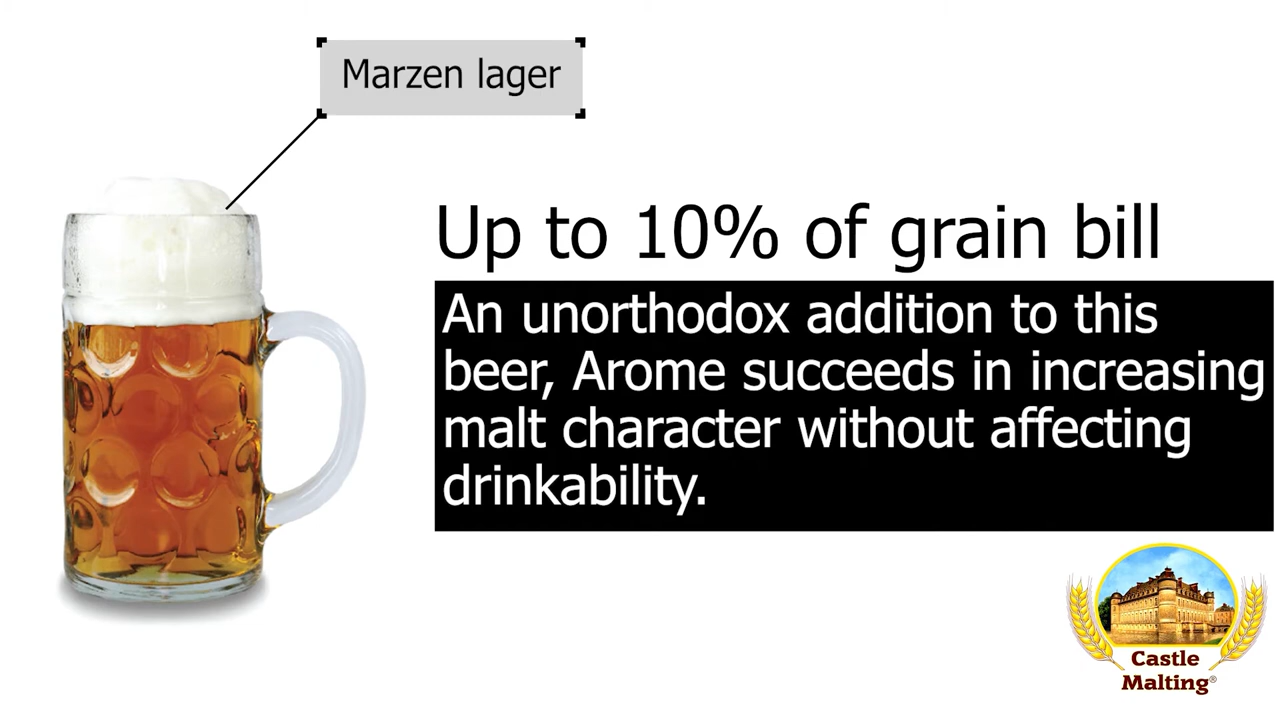 Marzen lager
Up to 10% of grain bill
An unorthodox addition to this
beer, Arome succeeds in increasing
malt character without affecting
drinkability.
Castle
Malting®